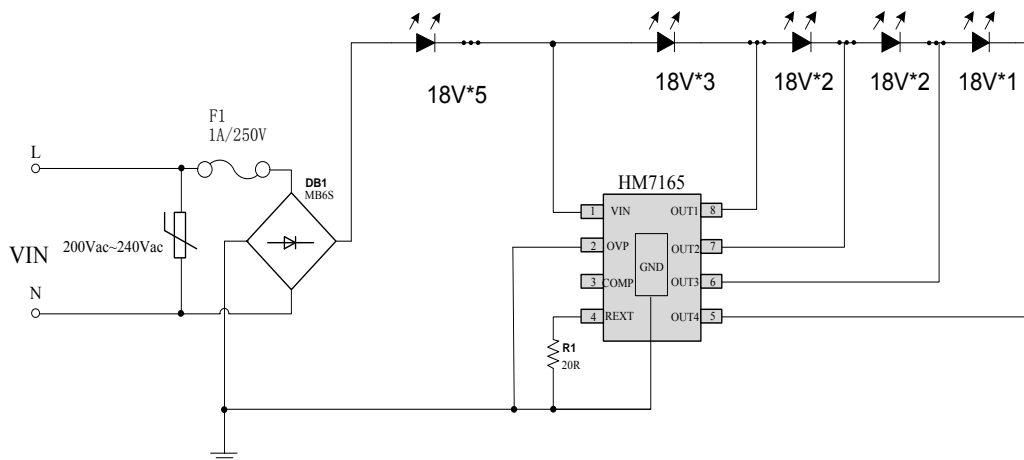 18V*5
18V*3
18V*2
18V*2
18V*1
F1
1A/250V
L
DB1
MB6S
HM7165
1 VIN OUT1 8
200Vac~240Vac
VIN
2 OVP OUT2 7
GND
N
3 COMP OUT3 6
4 REXT OUT4 5
R1
20R